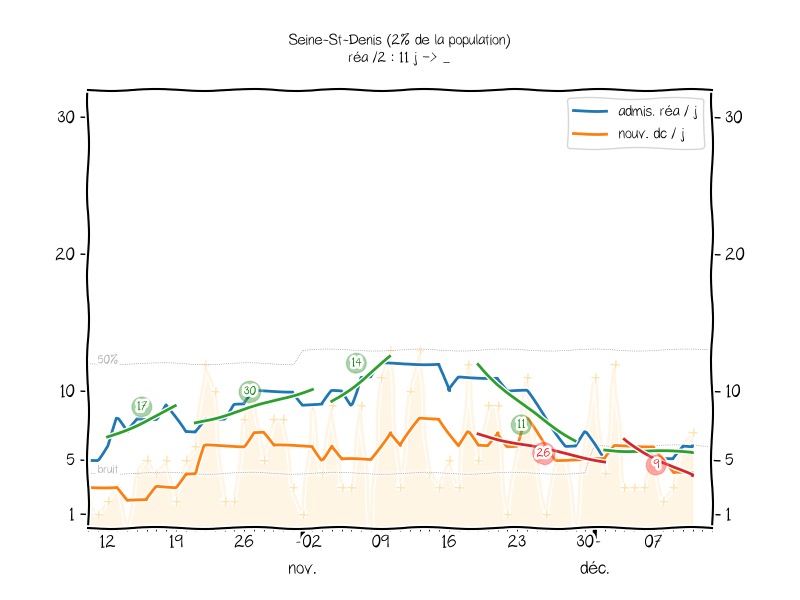 Seine-St-Denis (2% de la population)
réa /2 : 11 j -> _
admis. réa / j
nouv. dc / j
30 30
20 20
50%
14
30
17
10 10
11
26
9
5 5
bruit
1 1
12 19 26 02 09 16 23 30 07
nov. déc.